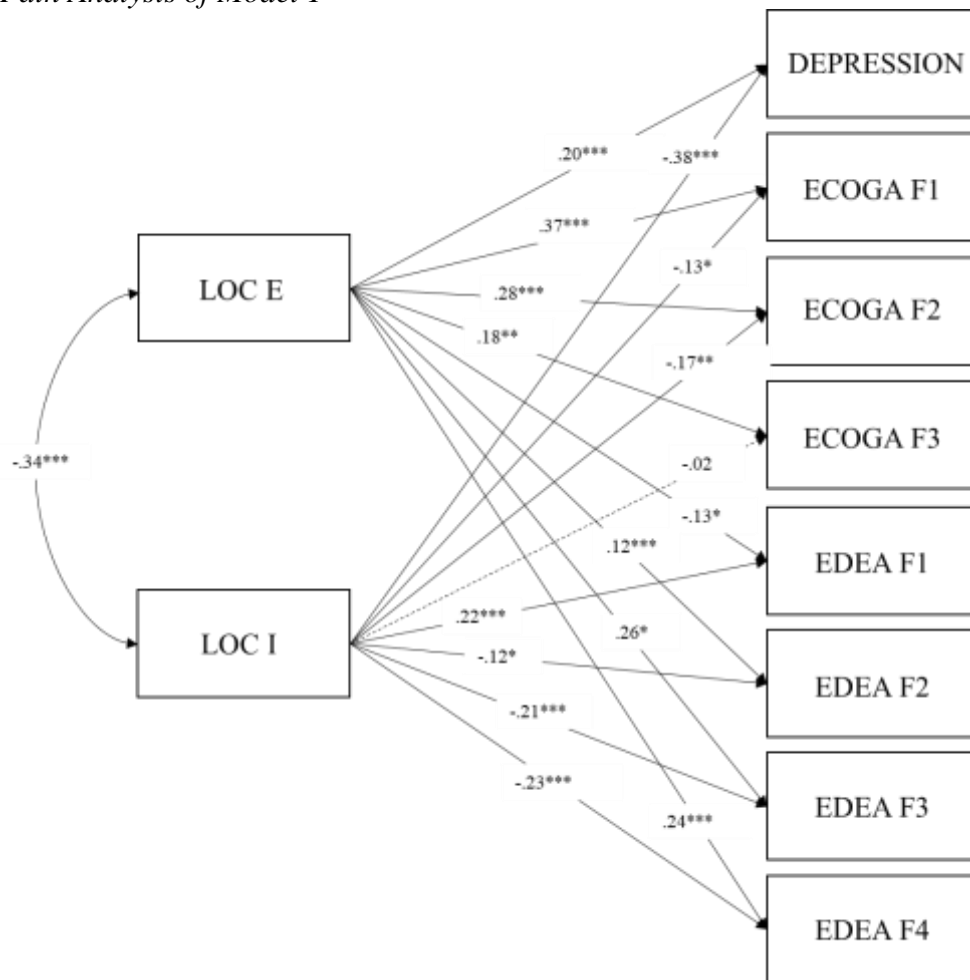 Path Analysis of Model 1
DEPRESSION
.20***
-.38***
ECOGA F1
.37***
-.13*
LOC E
.28***
ECOGA F2
.18**
-.17**
ECOGA F3
-.34***
-.02
-.13*
.12***
EDEA F1
.22***
.26*
LOC I
-.12*
EDEA F2
-.21***
-.23***
EDEA F3
.24***
EDEA F4